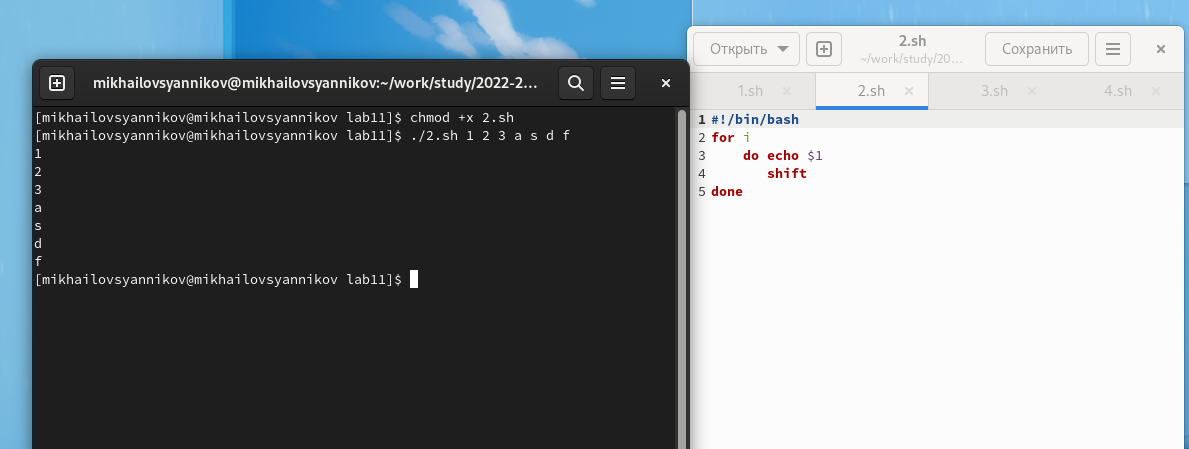 mikhailovsyannikov@mikhailovsyannikov:~/work/study/2022-2...
[mikhailovsyannikov@mikhailovsyannikov lab11]$ chmod +x 2.sh
[mikhailovsyannikov@mikhailovsyannikov lab11]$ ./2.sh 1 2 3 a s d f
1
2
3
a
s
d
f
[mikhailovsyannikov@mikhailovsyannikov lab11]$
Открыть
2.sh
~/work/study/20...
Сохранить
1.sh 2.sh 3.sh 4.sh
1 #!/bin/bash
2 for i
3     do echo $1
4        shift
5 done